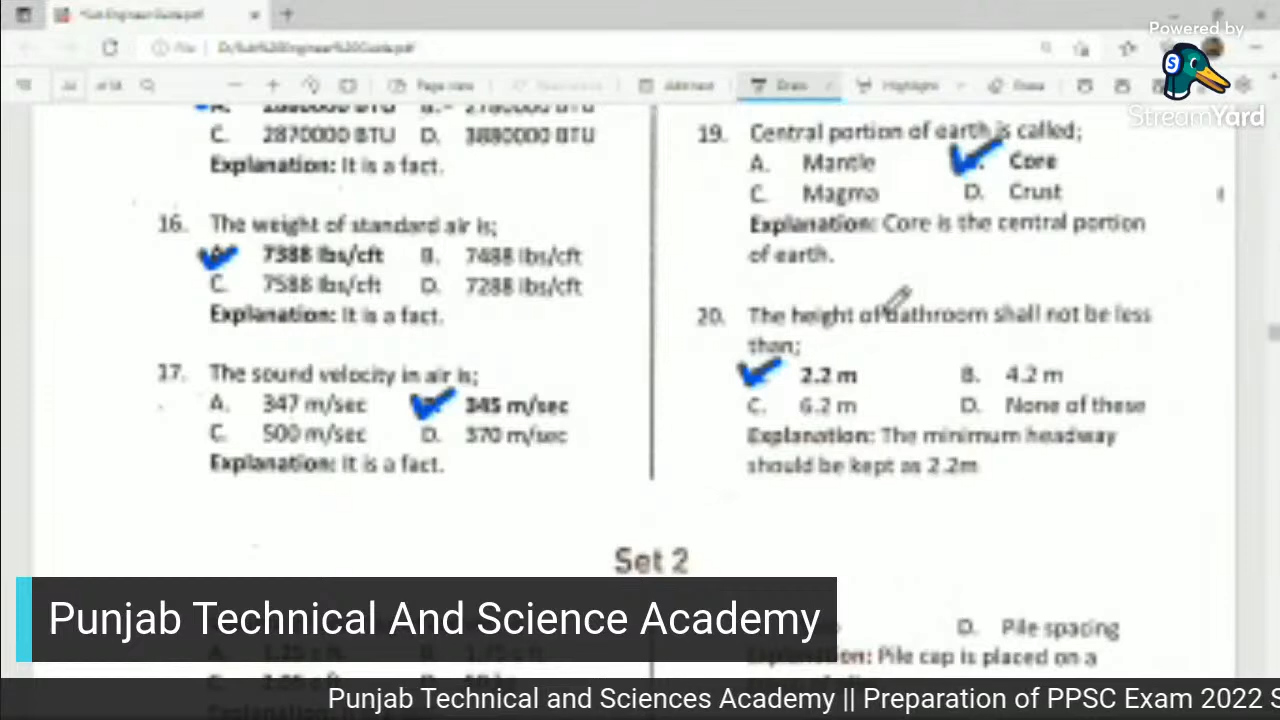 Powered by
StreamYard
C. 2870000 BTU D. 3880000 BTU
Explanation: It is a fact.
16. The weight of standard air is;
7388 lbs/cft B. 7488 lbs/cft
C. 7588 lbs/cft D. 7288 lbs/cft
Explanation: It is a fact.
17. The sound velocity in air is;
A. 347 m/sec 345 m/sec
C. 500 m/sec D. 370 m/sec
Explanation: It is a fact.
19. Central portion of earth is called;
A. Mantle Core
C. Magma D. Crust
Explanation: Core is the central portion
of earth.
20. The height of bathroom shall not be less
than;
2.2 m B. 4.2 m
C. 6.2 m D. None of these
Explanation: The minimum headway
should be kept as 2.2m
Set 2
D. Pile spacing
Explanation: Pile cap is placed on a
Punjab Technical And Science Academy
Punjab Technical and Sciences Academy || Preparation of PPSC Exam 2022 S